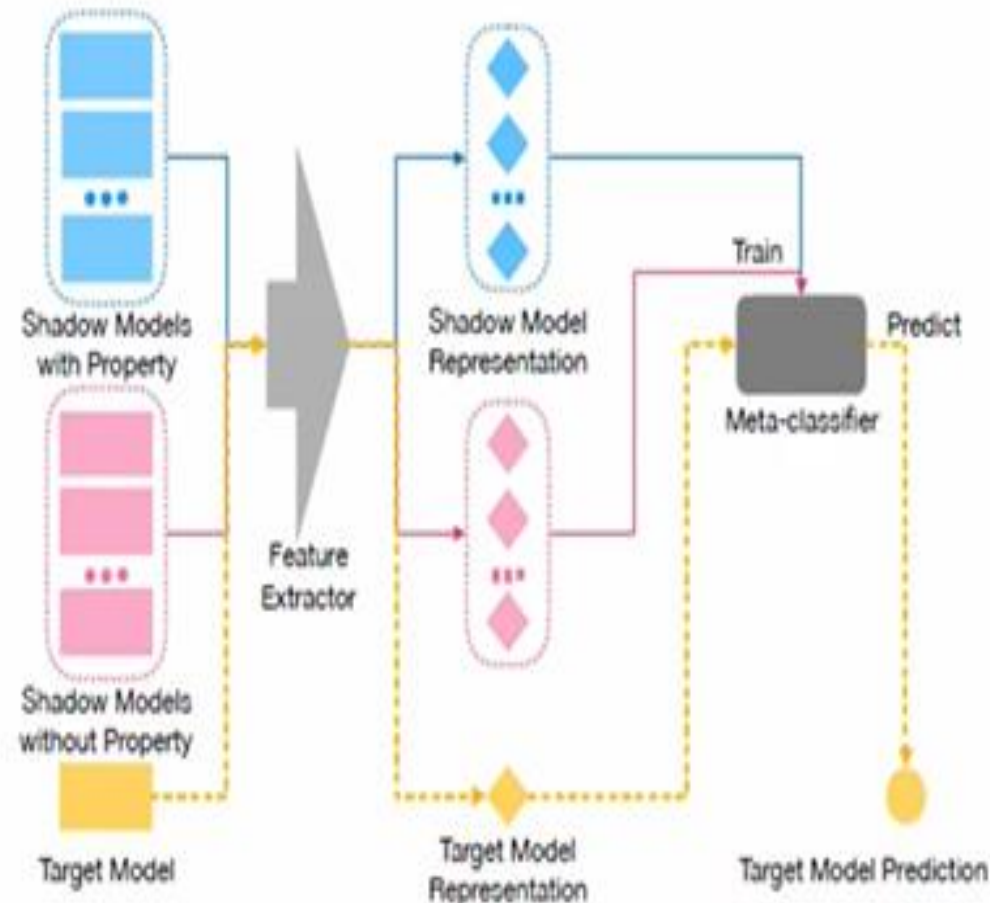 Shadow Models
with Property
Shadow Model
Representation
Train
Predict
Meta-classifier
Feature
Extractor
Shadow Models
without Property
Target Model
Target Model
Representation
Target Model Prediction